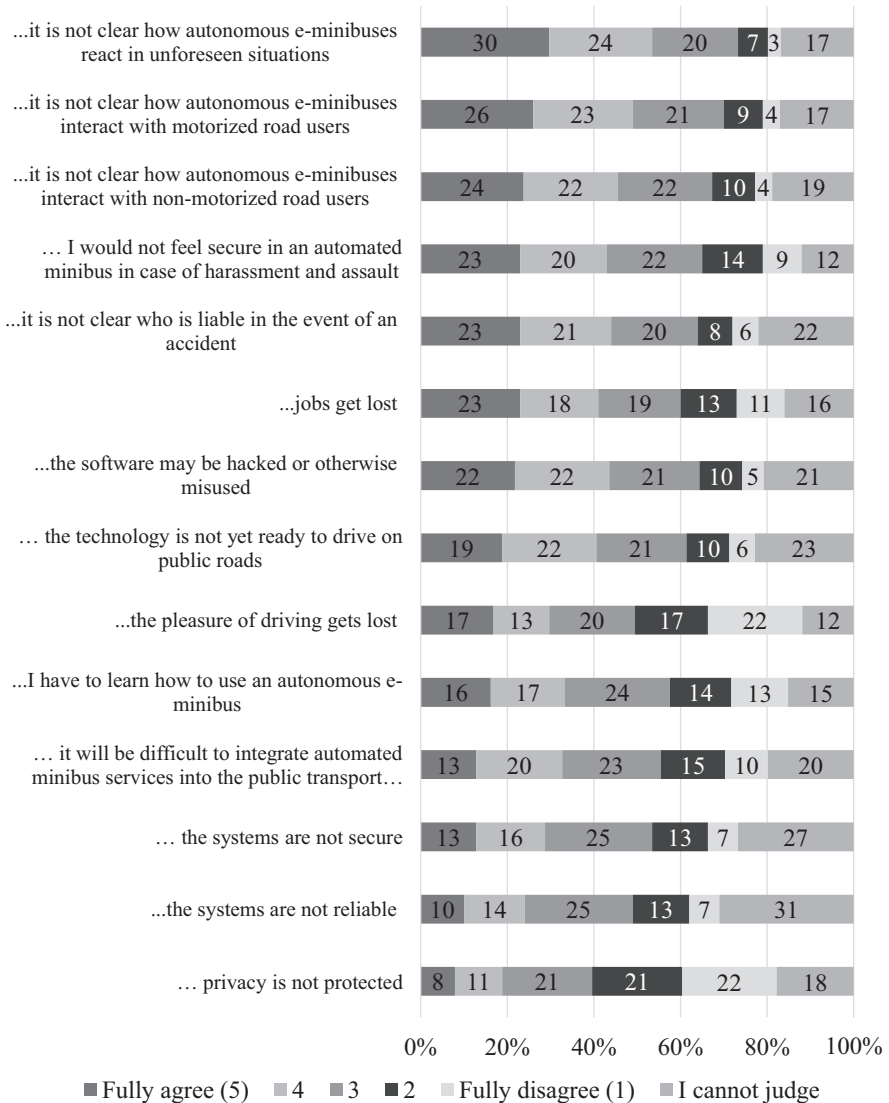 ...it is not clear how autonomous e-minibuses
react in unforeseen situations
30 24 20 7 3 17
...it is not clear how autonomous e-minibuses
interact with motorized road users
26 23 21 9 4 17
...it is not clear how autonomous e-minibuses
interact with non-motorized road users
24 22 22 10 4 19
… I would not feel secure in an automated
minibus in case of harassment and assault
23 20 22 14 9 12
...it is not clear who is liable in the event of an
accident
23 21 20 8 6 22
...jobs get lost
23 18 19 13 11 16
...the software may be hacked or otherwise
misused
22 22 21 10 5 21
… the technology is not yet ready to drive on
public roads
19 22 21 10 6 23
...the pleasure of driving gets lost
17 13 20 17 22 12
...I have to learn how to use an autonomous e-
minibus
16 17 24 14 13 15
… it will be difficult to integrate automated
minibus services into the public transport…
13 20 23 15 10 20
… the systems are not secure
13 16 25 13 7 27
...the systems are not reliable
10 14 25 13 7 31
… privacy is not protected
8 11 21 21 22 18
0% 20% 40% 60% 80% 100%
Fully agree (5) 4 3 2 Fully disagree (1) I cannot judge